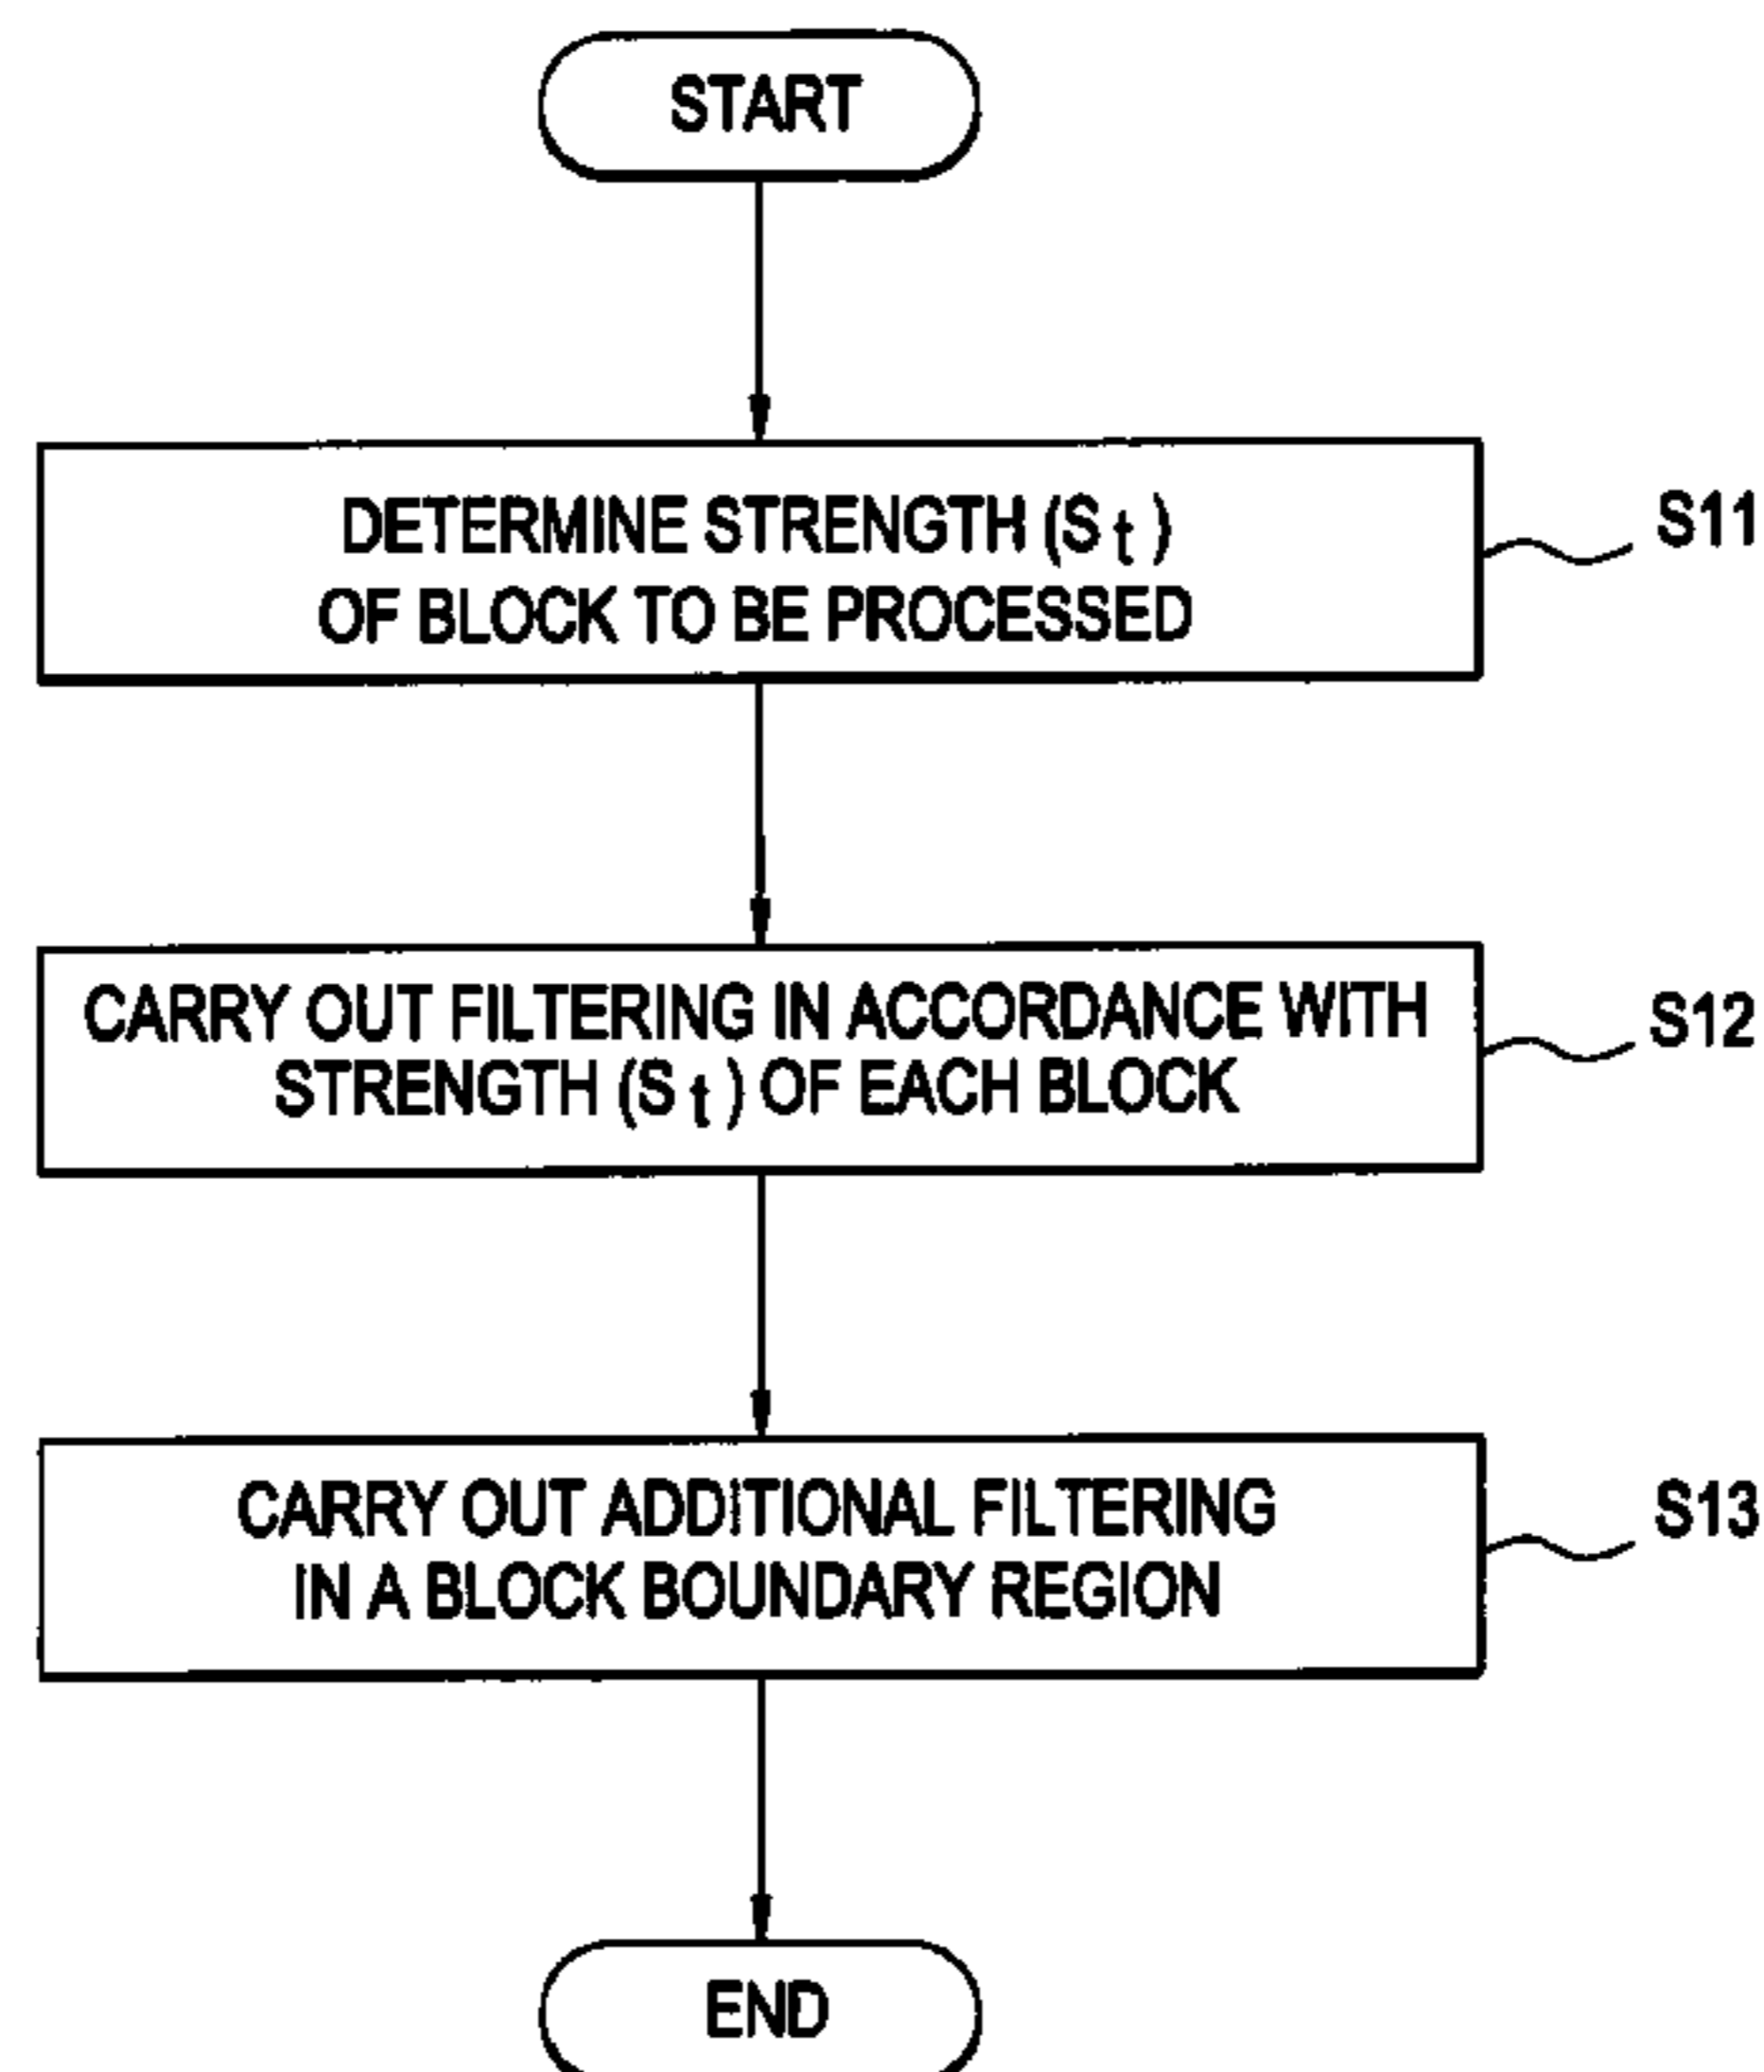 START
DETERMINE STRENGTH (St)
OF BLOCK TO BE PROCESSED
S11
CARRY OUT FILTERING IN ACCORDANCE WITH
STRENGTH (St) OF EACH BLOCK
S12
CARRY OUT ADDITIONAL FILTERING
IN A BLOCK BOUNDARY REGION
S13
END